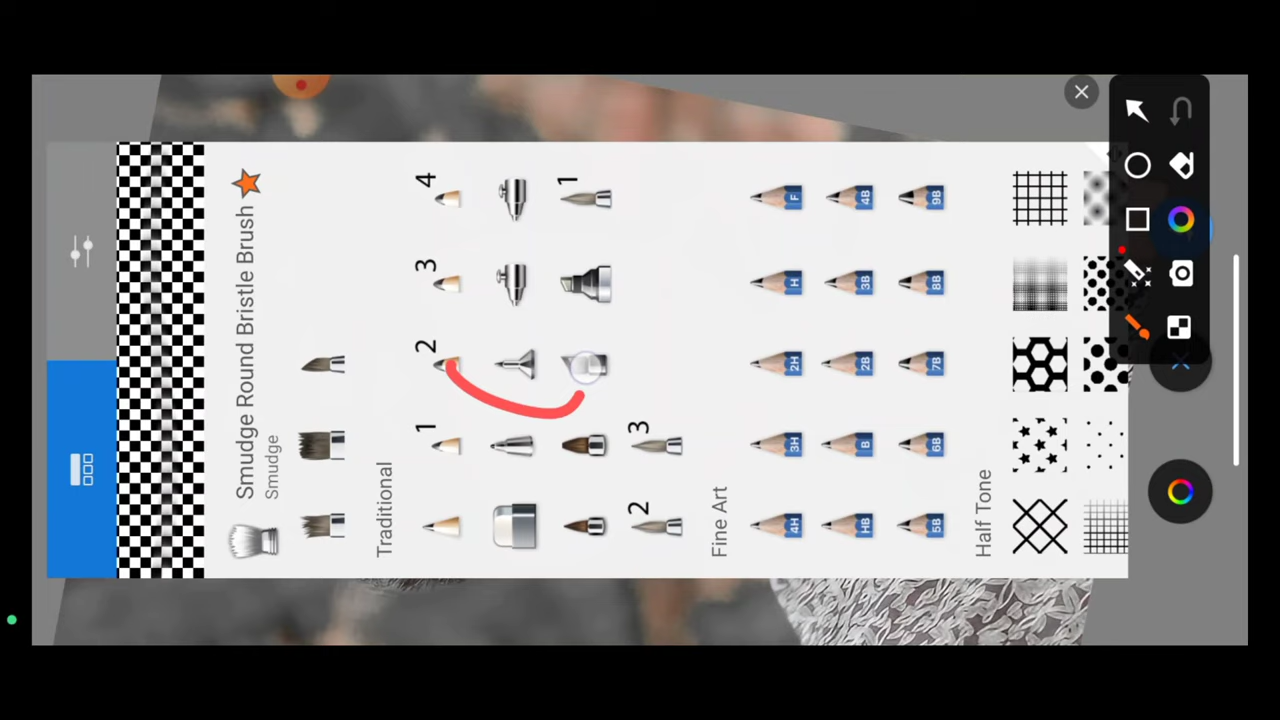 Smudge Round Bristle Brush
Smudge
Traditional
1 2 3 4
1
2 3
Fine Art
4H 3H 2H H F
HB B 2B 3B 4B
5B 6B 7B 8B 9B
Half Tone